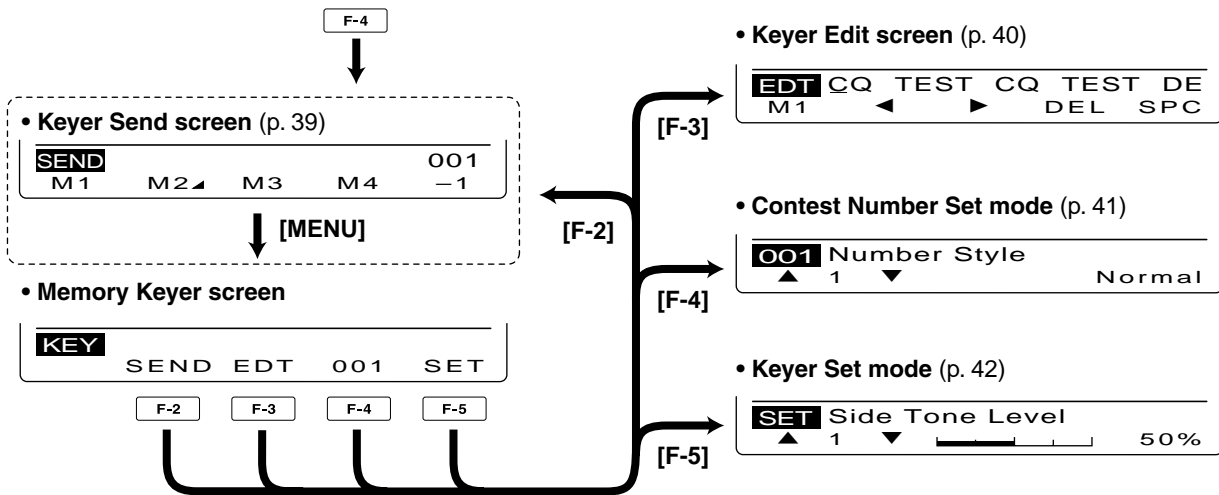 F-4
• Keyer Send screen (p. 39)
SEND 001
M1 M2◢ M3 M4 –1
[MENU]
• Memory Keyer screen
KEY
SEND EDT 001 SET
F-2 F-3 F-4 F-5
[F-2]
• Keyer Edit screen (p. 40)
EDT CQ TEST CQ TEST DE
M1 ◀ ▶ DEL SPC
[F-3]
• Contest Number Set mode (p. 41)
001 Number Style
▲ 1 ▼ Normal
[F-4]
• Keyer Set mode (p. 42)
SET Side Tone Level
▲ 1 ▼ 50%
[F-5]